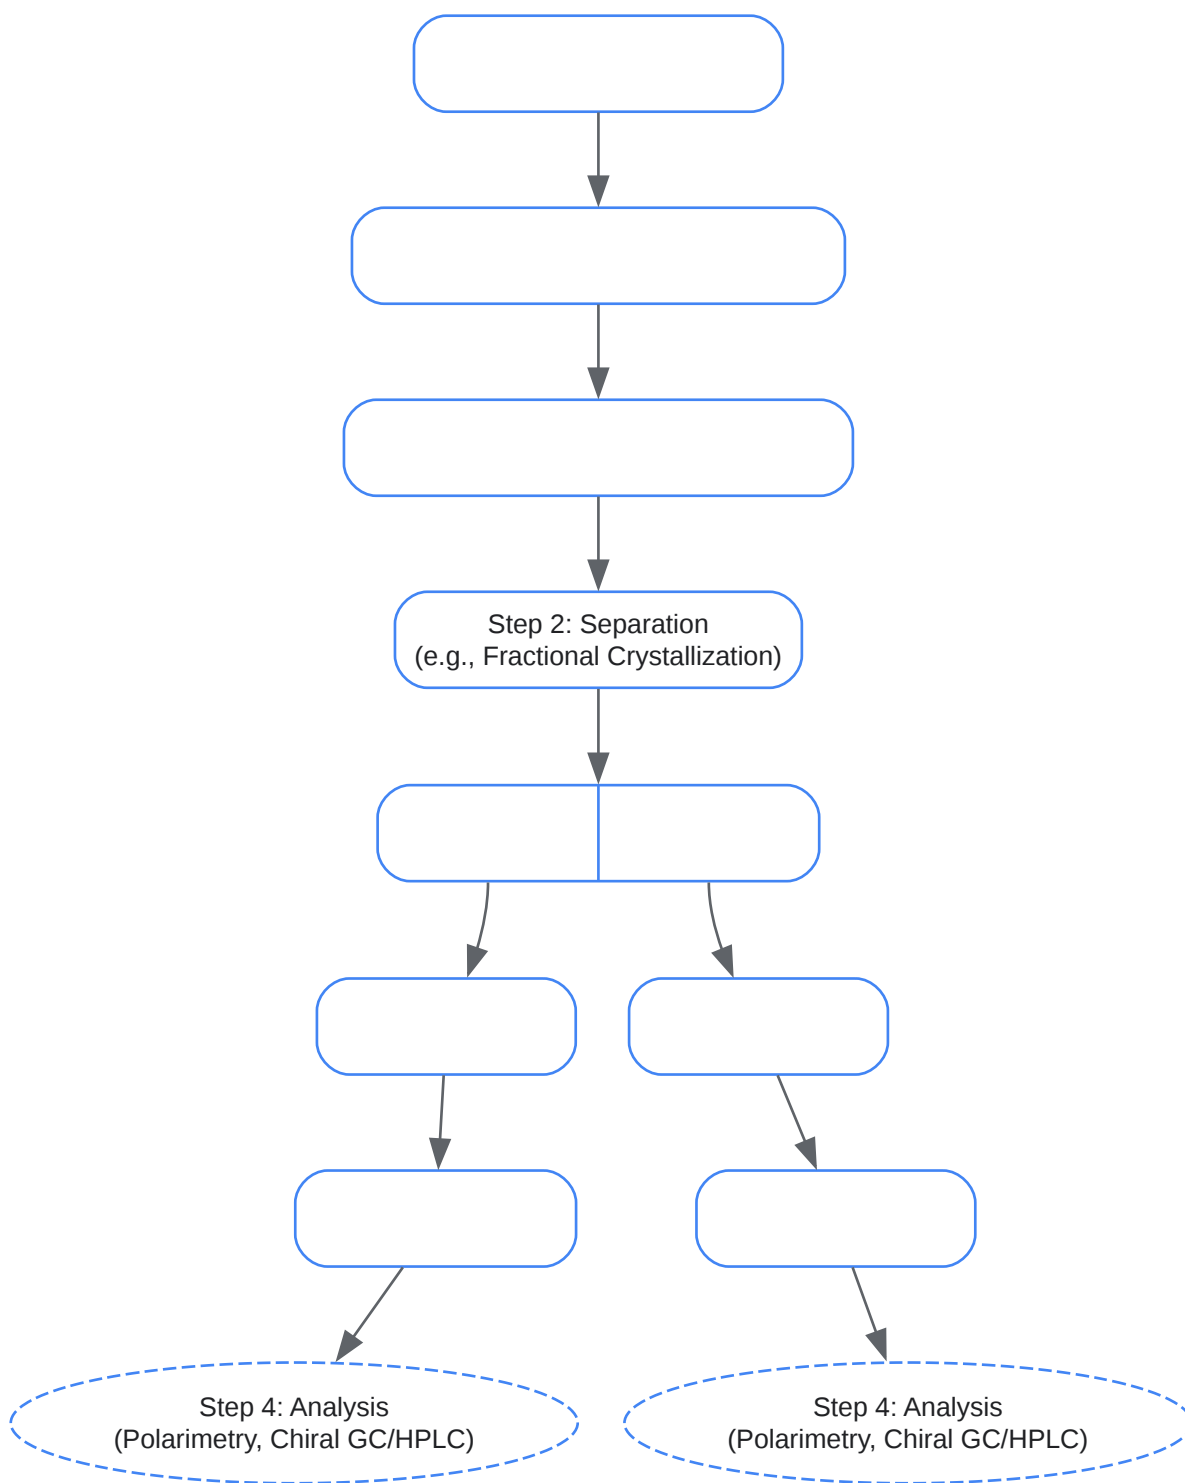 Step 2: Separation
(e.g., Fractional Crystallization)
Step 4: Analysis
(Polarimetry, Chiral GC/HPLC)
Step 4: Analysis
(Polarimetry, Chiral GC/HPLC)